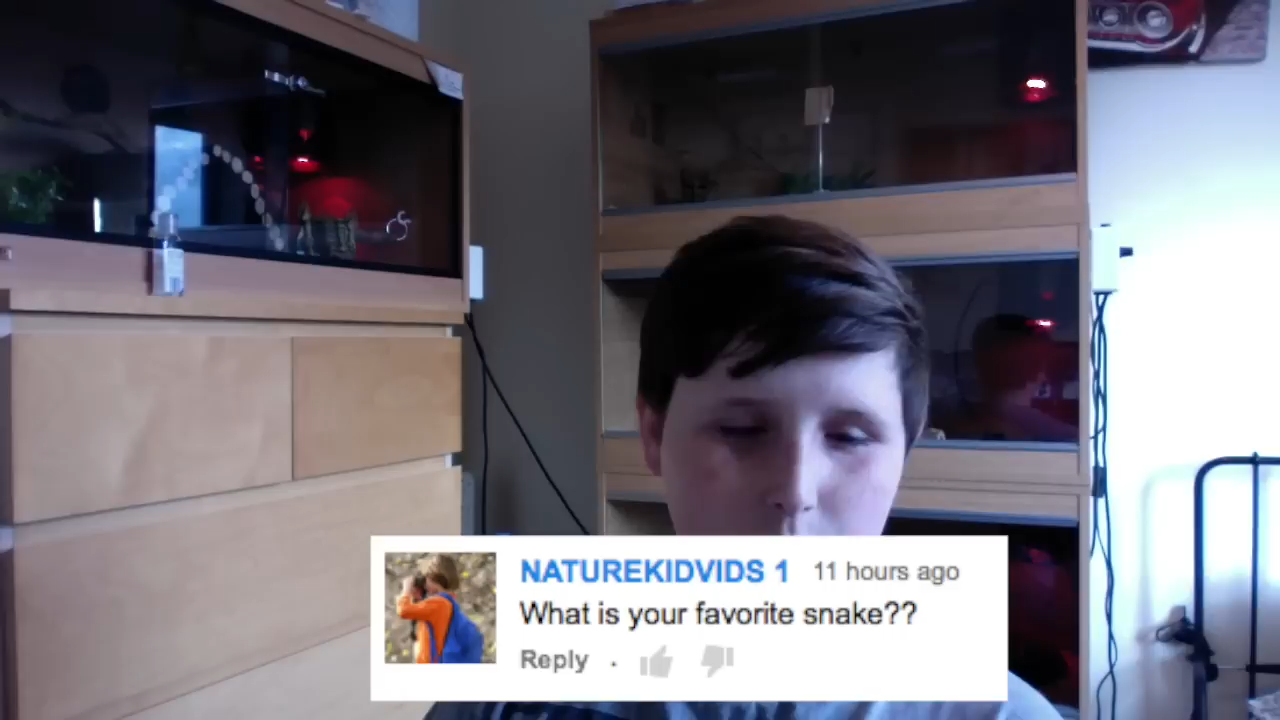 NATUREKIDVIDS 1 11 hours ago
What is your favorite snake??
Reply .